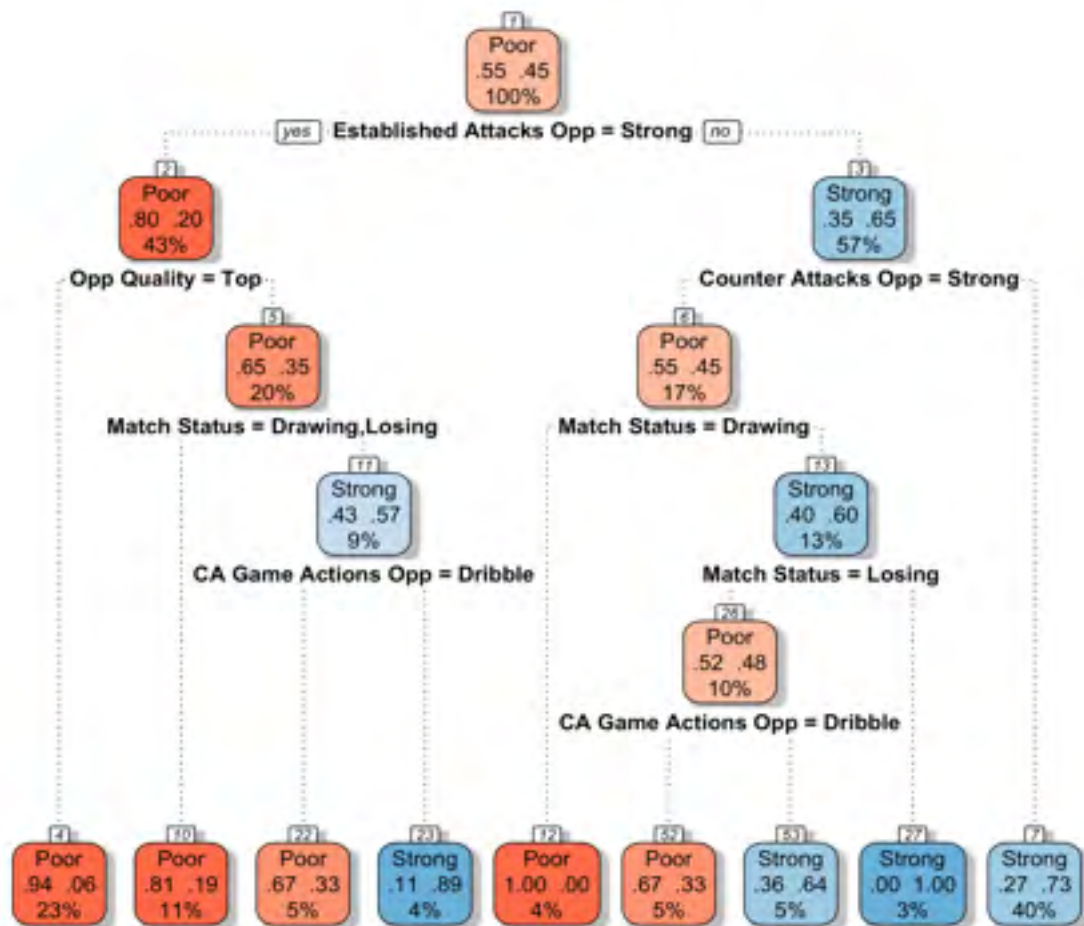 1
Poor
.55 .45
100%
yes Established Attacks Opp = Strong no
2
Poor
.80 .20
43%
3
Strong
.35 .65
57%
Opp Quality = Top
Counter Attacks Opp = Strong
5
Poor
.65 .35
20%
6
Poor
.55 .45
17%
Match Status = Drawing,Losing
Match Status = Drawing
11
Strong
.43 .57
9%
13
Strong
.40 .60
13%
CA Game Actions Opp = Dribble
Match Status = Losing
26
Poor
.52 .48
10%
CA Game Actions Opp = Dribble
4
Poor
.94 .06
23%
10
Poor
.81 .19
11%
22
Poor
.67 .33
5%
23
Strong
.11 .89
4%
12
Poor
1.00 .00
4%
52
Poor
.67 .33
5%
53
Strong
.36 .64
5%
27
Strong
.00 1.00
3%
7
Strong
.27 .73
40%